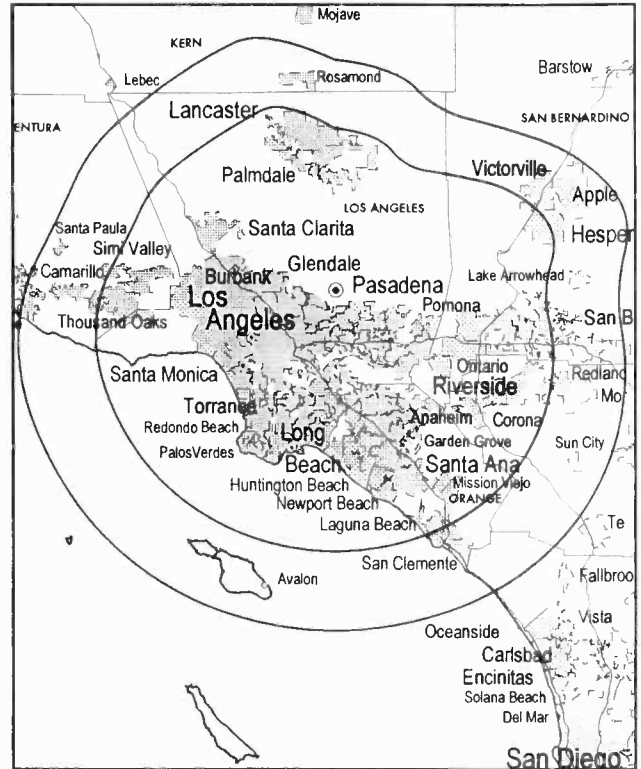 Mojave
KERN
Lebec
Rosamond
Barstow
Lancaster
SAN BERNARDINO
ENTURA
Palmdale
Victorville
Apple
LOS ANGELES
Santa Paula
Simi Valley
Santa Clarita
Hesper
Camarillo
Burbank
Glendale
Lake Arrowhead
Los
Angeles
Pasadena
Pomona
Thousand Oaks
San B
Santa Monica
Ontario
Riverside
Redland
Mo
Torrance
Redondo Beach
Long
Beach
Anaheim
Corona
Garden Grove
Sun City
PalosVerdes
Santa Ana
Huntington Beach
Mission Viejo
Newport Beach
ORANGE
Laguna Beach
Te
San Clemente
Avalon
Fallbroo
Vista
Oceanside
Carlsbad
Encinitas
Solana Beach
Del Mar
San Diego